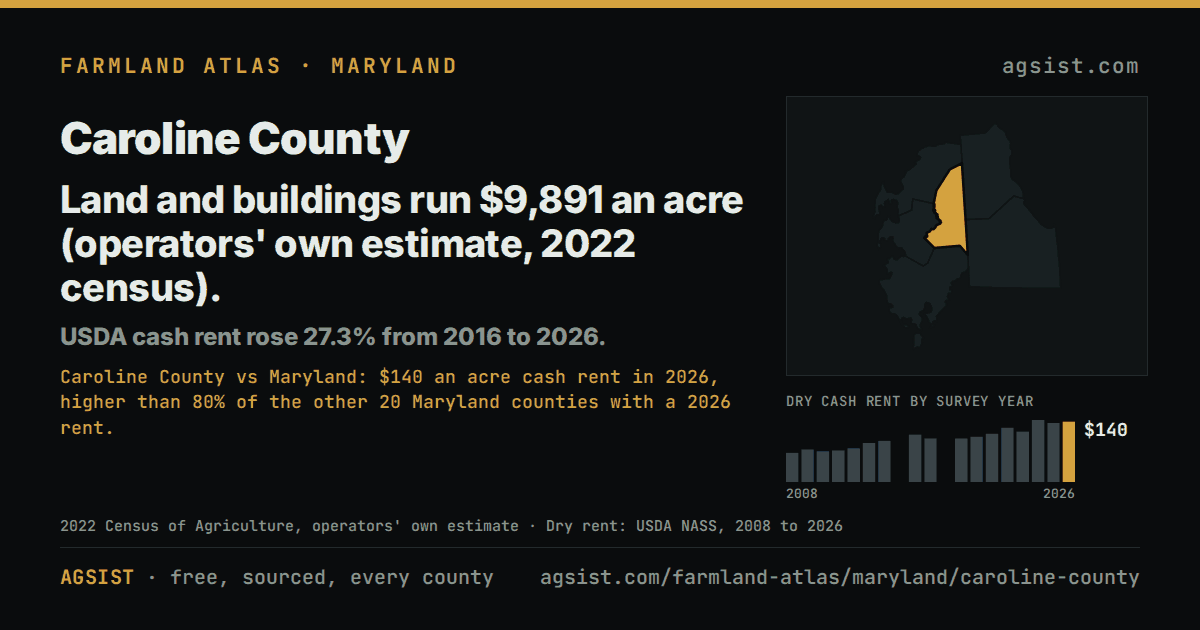 FARMLAND ATLAS · MARYLAND
agsist.com
Caroline County
Land and buildings run $9,891 an acre
(operators' own estimate, 2022
census).
USDA cash rent rose 27.3% from 2016 to 2026.
Caroline County vs Maryland: $140 an acre cash rent in 2026,
higher than 80% of the other 20 Maryland counties with a 2026
rent.
DRY CASH RENT BY SURVEY YEAR
$140
2008
2026
2022 Census of Agriculture, operators' own estimate · Dry rent: USDA NASS, 2008 to 2026
AGSIST · free, sourced, every county
agsist.com/farmland-atlas/maryland/caroline-county